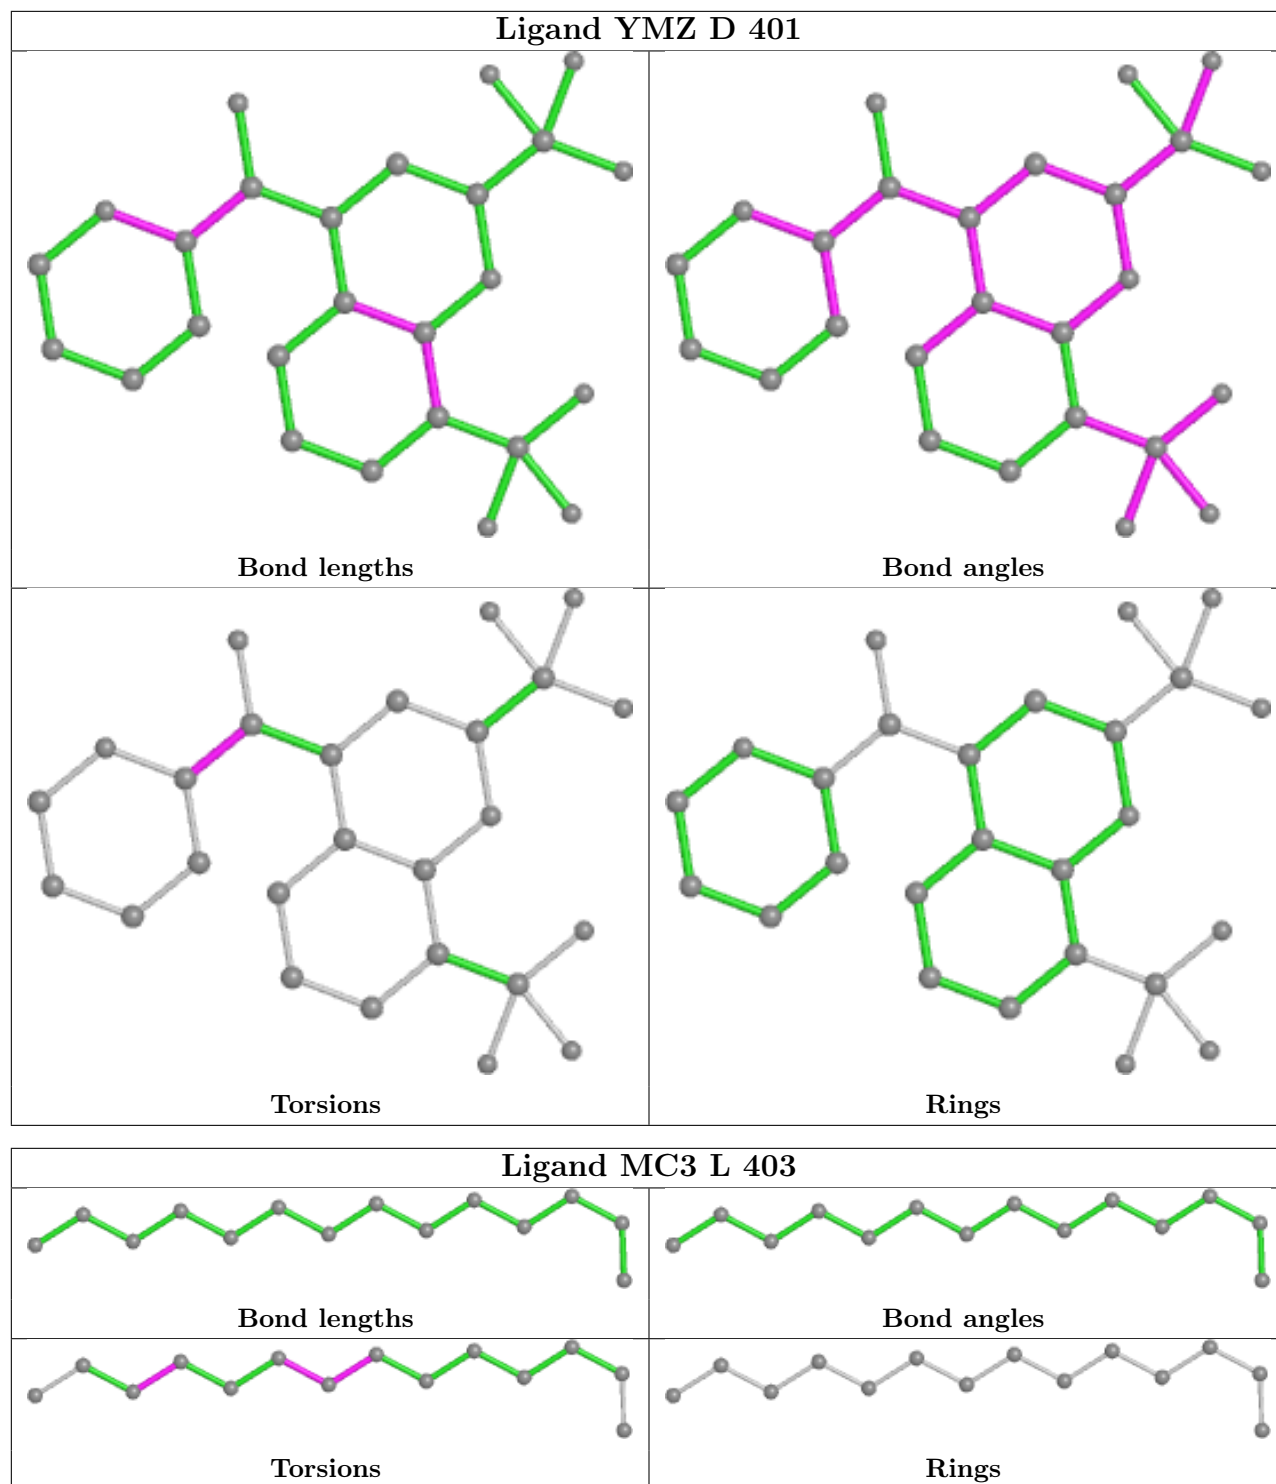 Ligand YMZ D 401
Bond lengths
Bond angles
Torsions
Rings
Ligand MC3 L 403
Bond lengths
Bond angles
Torsions
Rings